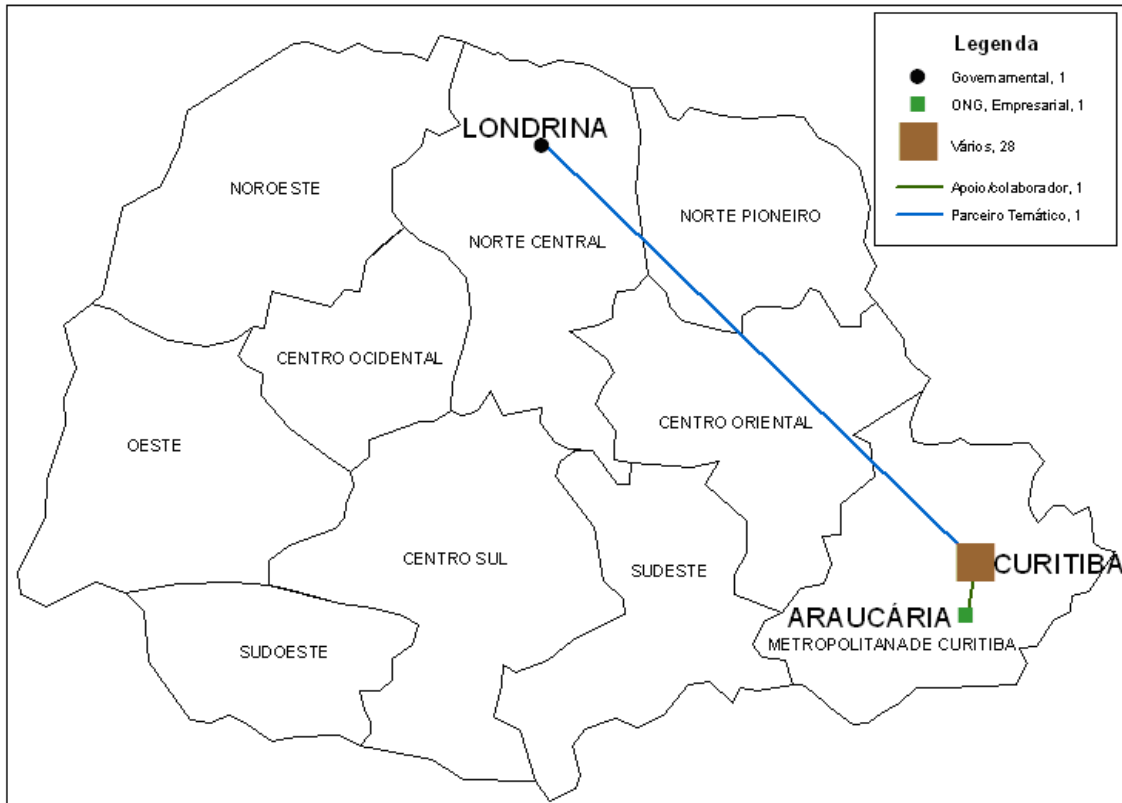 Legenda
Governamental, 1
ONG, Empresarial, 1
Vários, 28
Apoio/colaborador, 1
Parceiro Temático, 1
LONDRINA
NOROESTE
NORTE PIONEIRO
NORTE CENTRAL
CENTRO OCIDENTAL
CENTRO ORIENTAL
OESTE
CENTRO SUL
SUDESTE
CURITIBA
ARAUCÁRIA
METROPOLITANA DE CURITIBA
SUDOESTE